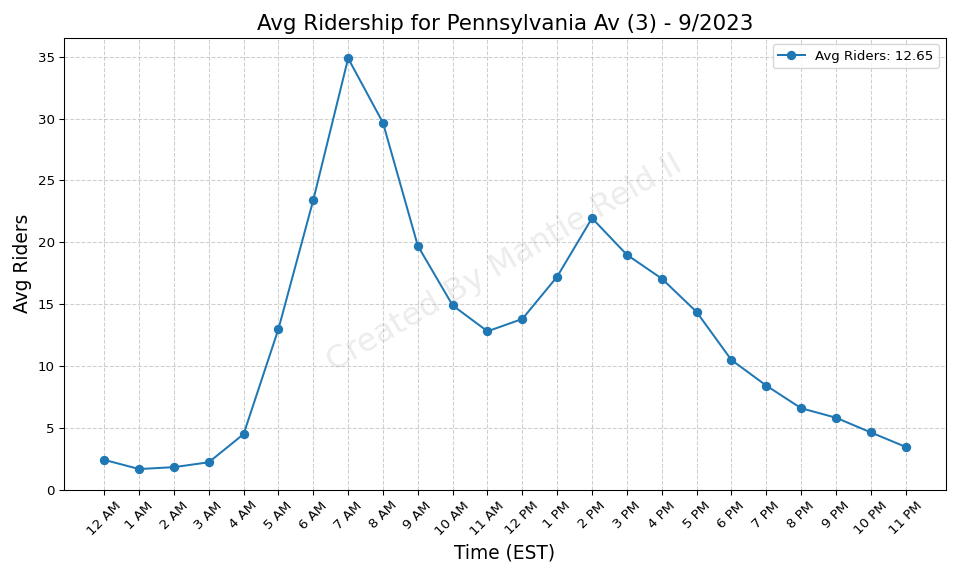 Avg Ridership for Pennsylvania Av (3) - 9/2023
Avg Riders: 12.65
Avg Riders
35
30
25
20
15
10
5
0
Created By Mantie Reid II
12 AM
1 AM
2 AM
3 AM
4 AM
5 AM
6 AM
7 AM
8 AM
9 AM
10 AM
11 AM
12 PM
1 PM
2 PM
3 PM
4 PM
5 PM
6 PM
7 PM
8 PM
9 PM
10 PM
11 PM
Time (EST)